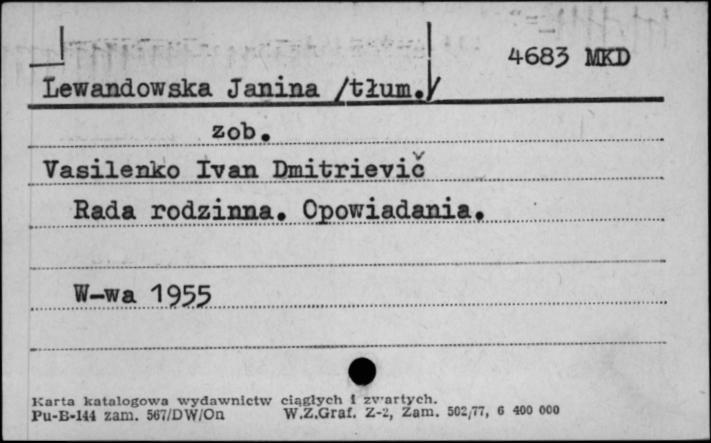 4683 MKD
Lewandowska Janina /tłum./
zob.
Vasilenko Ivan Dmitrievič
Rada rodzinna. Opowiadania.
W-wa 1955
Karta katalogowa wydawnictw ciągłych i zwartych.
Pu-B-144 zam. 567/DW/On W.Z.Graf. Z-2, Zam. 502/77, 6 400 000